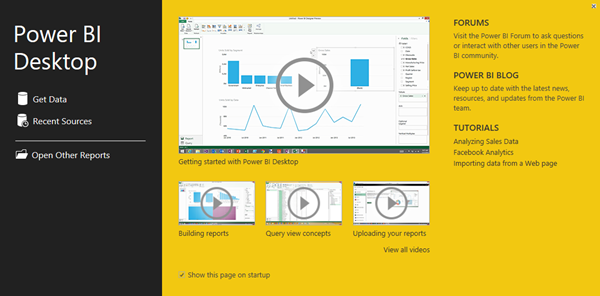 Power BI
Desktop
Get Data
Recent Sources
Open Other Reports
Getting started with Power BI Desktop
Building reports
Query view concepts
Uploading your reports
View all videos
Show this page on startup
FORUMS
Visit the Power BI Forum to ask questions
or interact with other users in the Power
BI community.
POWER BI BLOG
Keep up to date with the latest news,
resources, and updates from the Power BI
team.
TUTORIALS
Analyzing Sales Data
Facebook Analytics
Importing data from a Web page